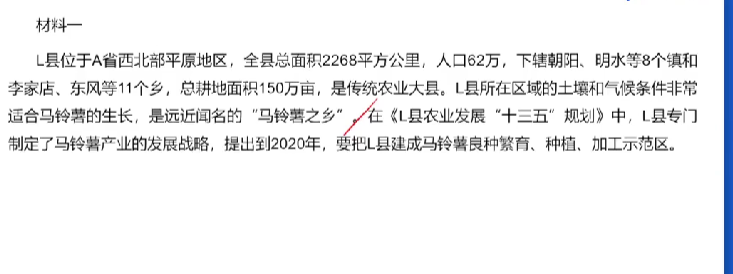 材料一
L县位于A省西北部平原地区，全县总面积2268平方公里，人口62万，下辖朝阳、明水等8个镇和
李家店、东风等11个乡，总耕地面积150万亩，是传统农业大县。L县所在区域的土壤和气候条件非常
适合马铃薯的生长，是远近闻名的“马铃薯之乡”。在《L县农业发展“十三五”规划》中，L县专门
制定了马铃薯产业的发展战略，提出到2020年，要把L县建成马铃薯良种繁育、种植、加工示范区。